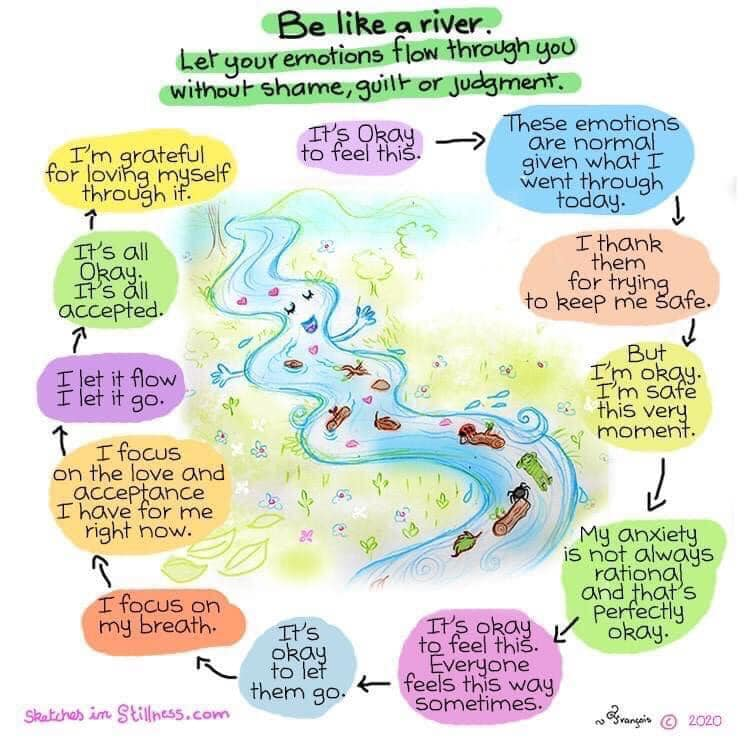 Be like a river.
Let your emotions flow through you
without shame, guilt or judgment.
It's Okay
to feel this.
These emotions
are normal
given what I
went through
today.
I thank
them
for trying
to keep me safe.
But
I'm okay.
I'm safe
this very
moment.
My anxiety
is not always
rational
and that's
perfectly
okay.
It's okay
to feel this.
Everyone
feels this way
sometimes.
It's
okay
to let
them go.
I focus on
my breath.
I focus
on the love and
acceptance
I have for me
right now.
I let it flow
I let it go.
It's all
Okay.
It's all
accepted.
I'm grateful
for loving myself
through it.
Sketches in Stillness.com
~ François © 2020